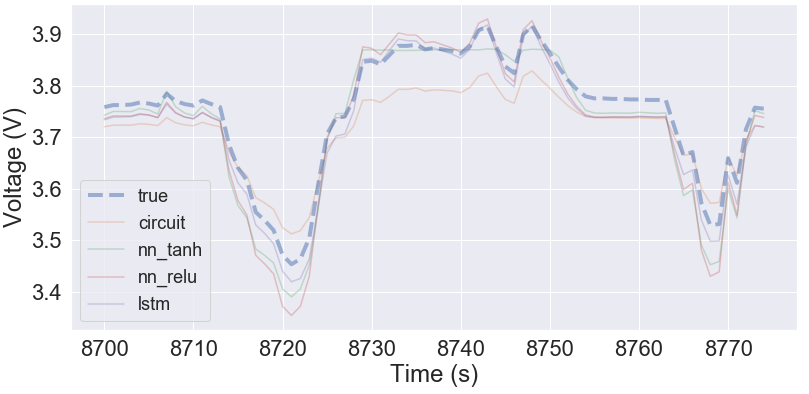 3.9
3.8
3.7
3.6
3.5
3.4
Voltage (V)
true
circuit
nn_tanh
nn_relu
lstm
8700 8710 8720 8730 8740 8750 8760 8770
Time (s)